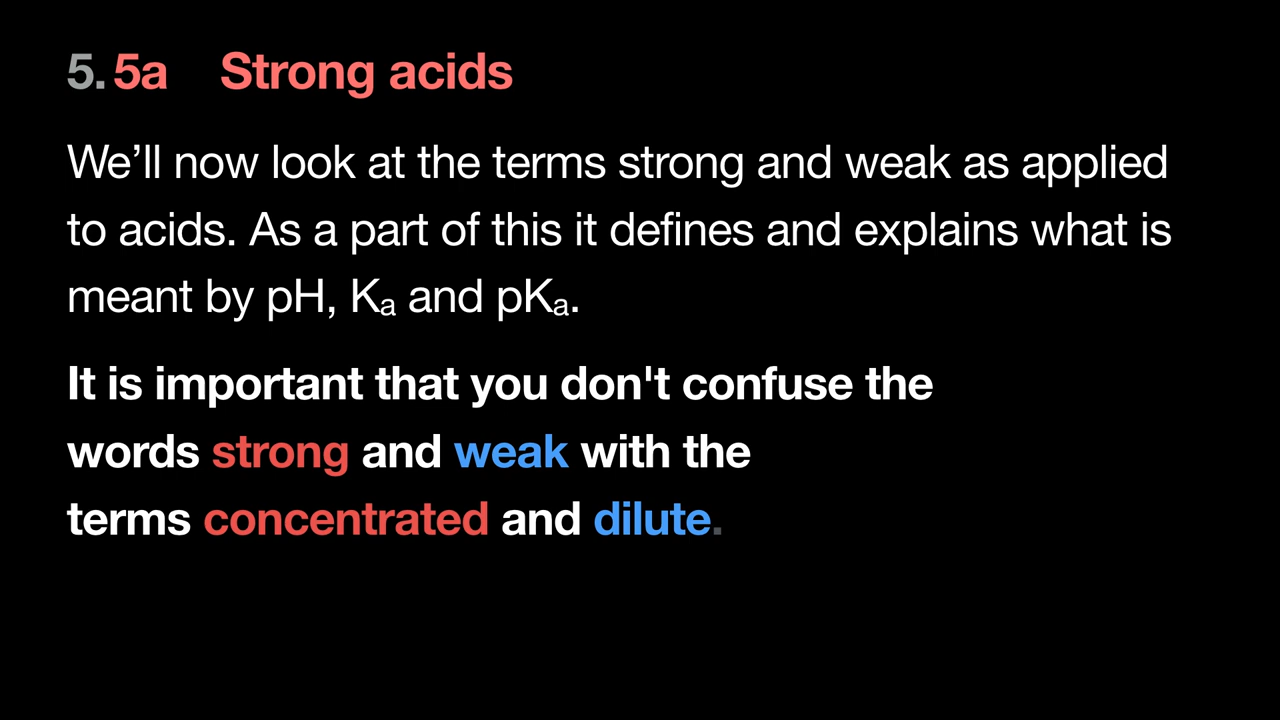 5.5a Strong acids
We’ll now look at the terms strong and weak as applied
to acids. As a part of this it defines and explains what is
meant by pH, Kₐ and pKₐ.
It is important that you don't confuse the
words strong and weak with the
terms concentrated and dilute.